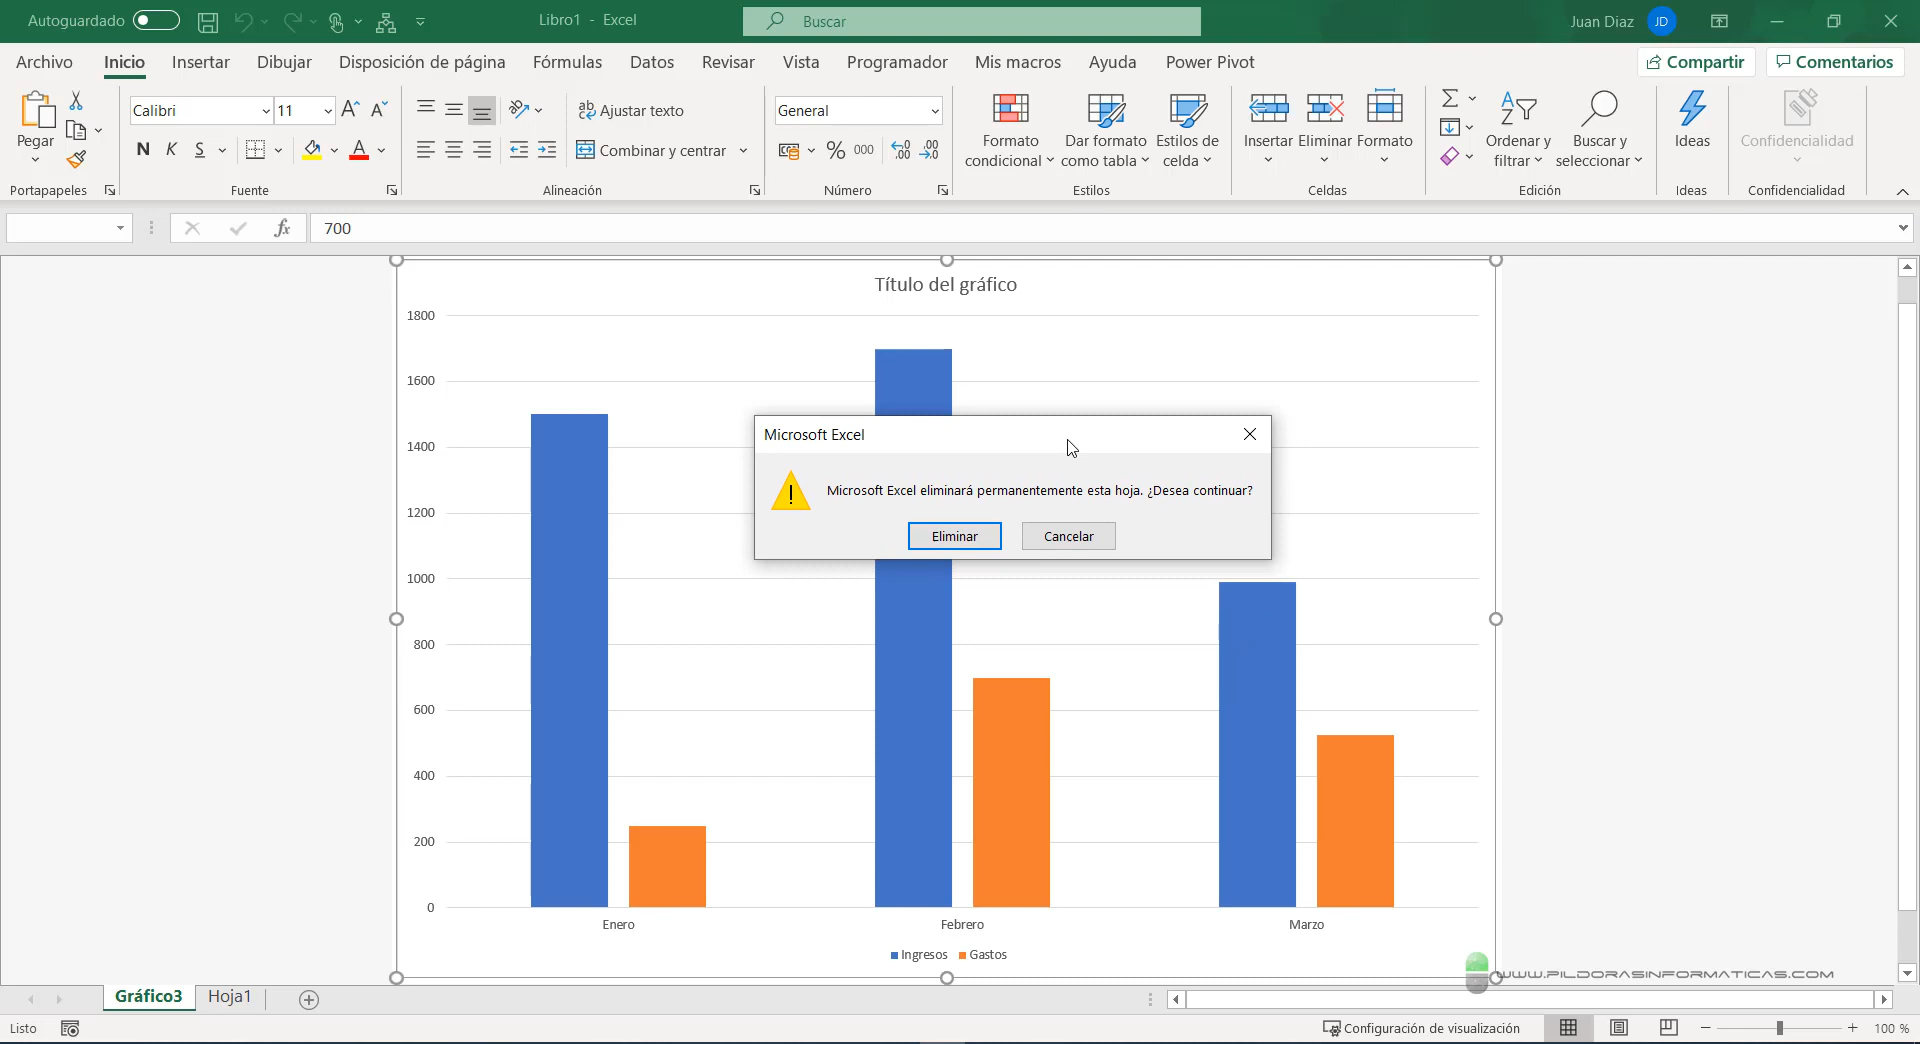 Autoguardado
Libro1 - Excel
Buscar
Juan Diaz
JD
Archivo
Inicio
Insertar
Dibujar
Disposición de página
Fórmulas
Datos
Revisar
Vista
Programador
Mis macros
Ayuda
Power Pivot
Compartir
Comentarios
Pegar
Portapapeles
Calibri
11
N K S
Fuente
Ajustar texto
Combinar y centrar
Alineación
General
% 000
Número
Formato
condicional
Dar formato
como tabla
Estilos de
celda
Estilos
Insertar
Eliminar
Formato
Celdas
Ordenar y
filtrar
Buscar y
seleccionar
Edición
Ideas
Ideas
Confidencialidad
Confidencialidad
fx
700
Título del gráfico
1800
1600
1400
1200
1000
800
600
400
200
0
Microsoft Excel
Microsoft Excel eliminará permanentemente esta hoja. ¿Desea continuar?
Eliminar
Cancelar
Enero
Febrero
Marzo
Ingresos
Gastos
WWW.PILDORASINFORMATICAS.COM
Gráfico3
Hoja1
Listo
Configuración de visualización
100 %